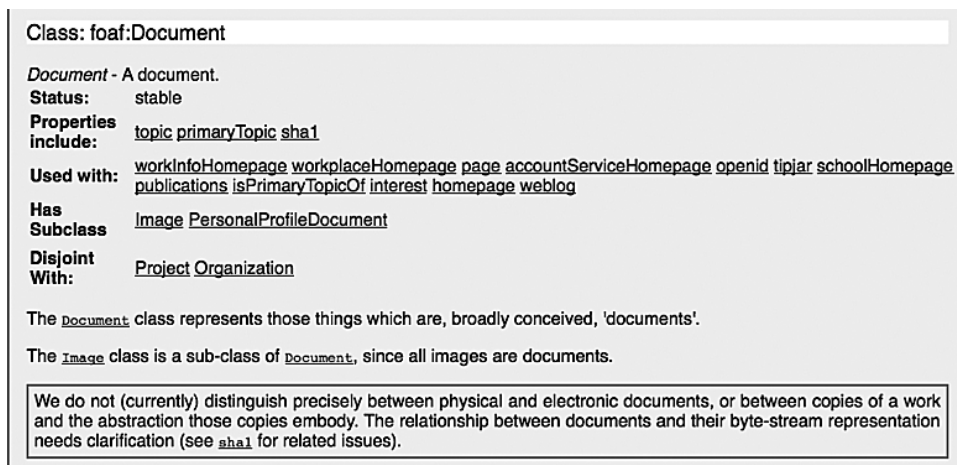 Class: foaf:Document
Document - A document.
Status: stable
Properties include: topic primaryTopic sha1
Used with: workInfoHomepage workplaceHomepage page accountServiceHomepage openid tipjar schoolHomepage
publications isPrimaryTopicOf interest homepage weblog
Has Subclass Image PersonalProfileDocument
Disjoint With: Project Organization
The Document class represents those things which are, broadly conceived, 'documents'.
The Image class is a sub-class of Document, since all images are documents.
We do not (currently) distinguish precisely between physical and electronic documents, or between copies of a work
and the abstraction those copies embody. The relationship between documents and their byte-stream representation
needs clarification (see sha1 for related issues).